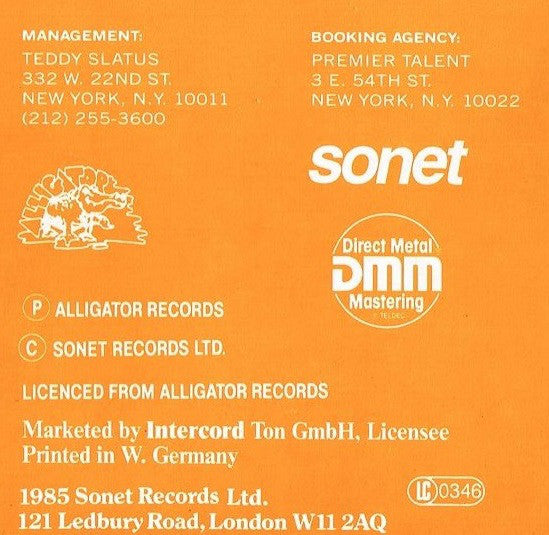 MANAGEMENT:
TEDDY SLATUS
332 W. 22ND ST.
NEW YORK, N.Y. 10011
(212) 255-3600
BOOKING AGENCY:
PREMIER TALENT
3 E. 54TH ST.
NEW YORK, N.Y. 10022
sonet
Direct Metal
DMM
Mastering
TELDEC
P ALLIGATOR RECORDS
C SONET RECORDS LTD.
LICENCED FROM ALLIGATOR RECORDS
Marketed by Intercord Ton GmbH, Licensee
Printed in W. Germany
LC 0346
1985 Sonet Records Ltd.
121 Ledbury Road, London W11 2AQ